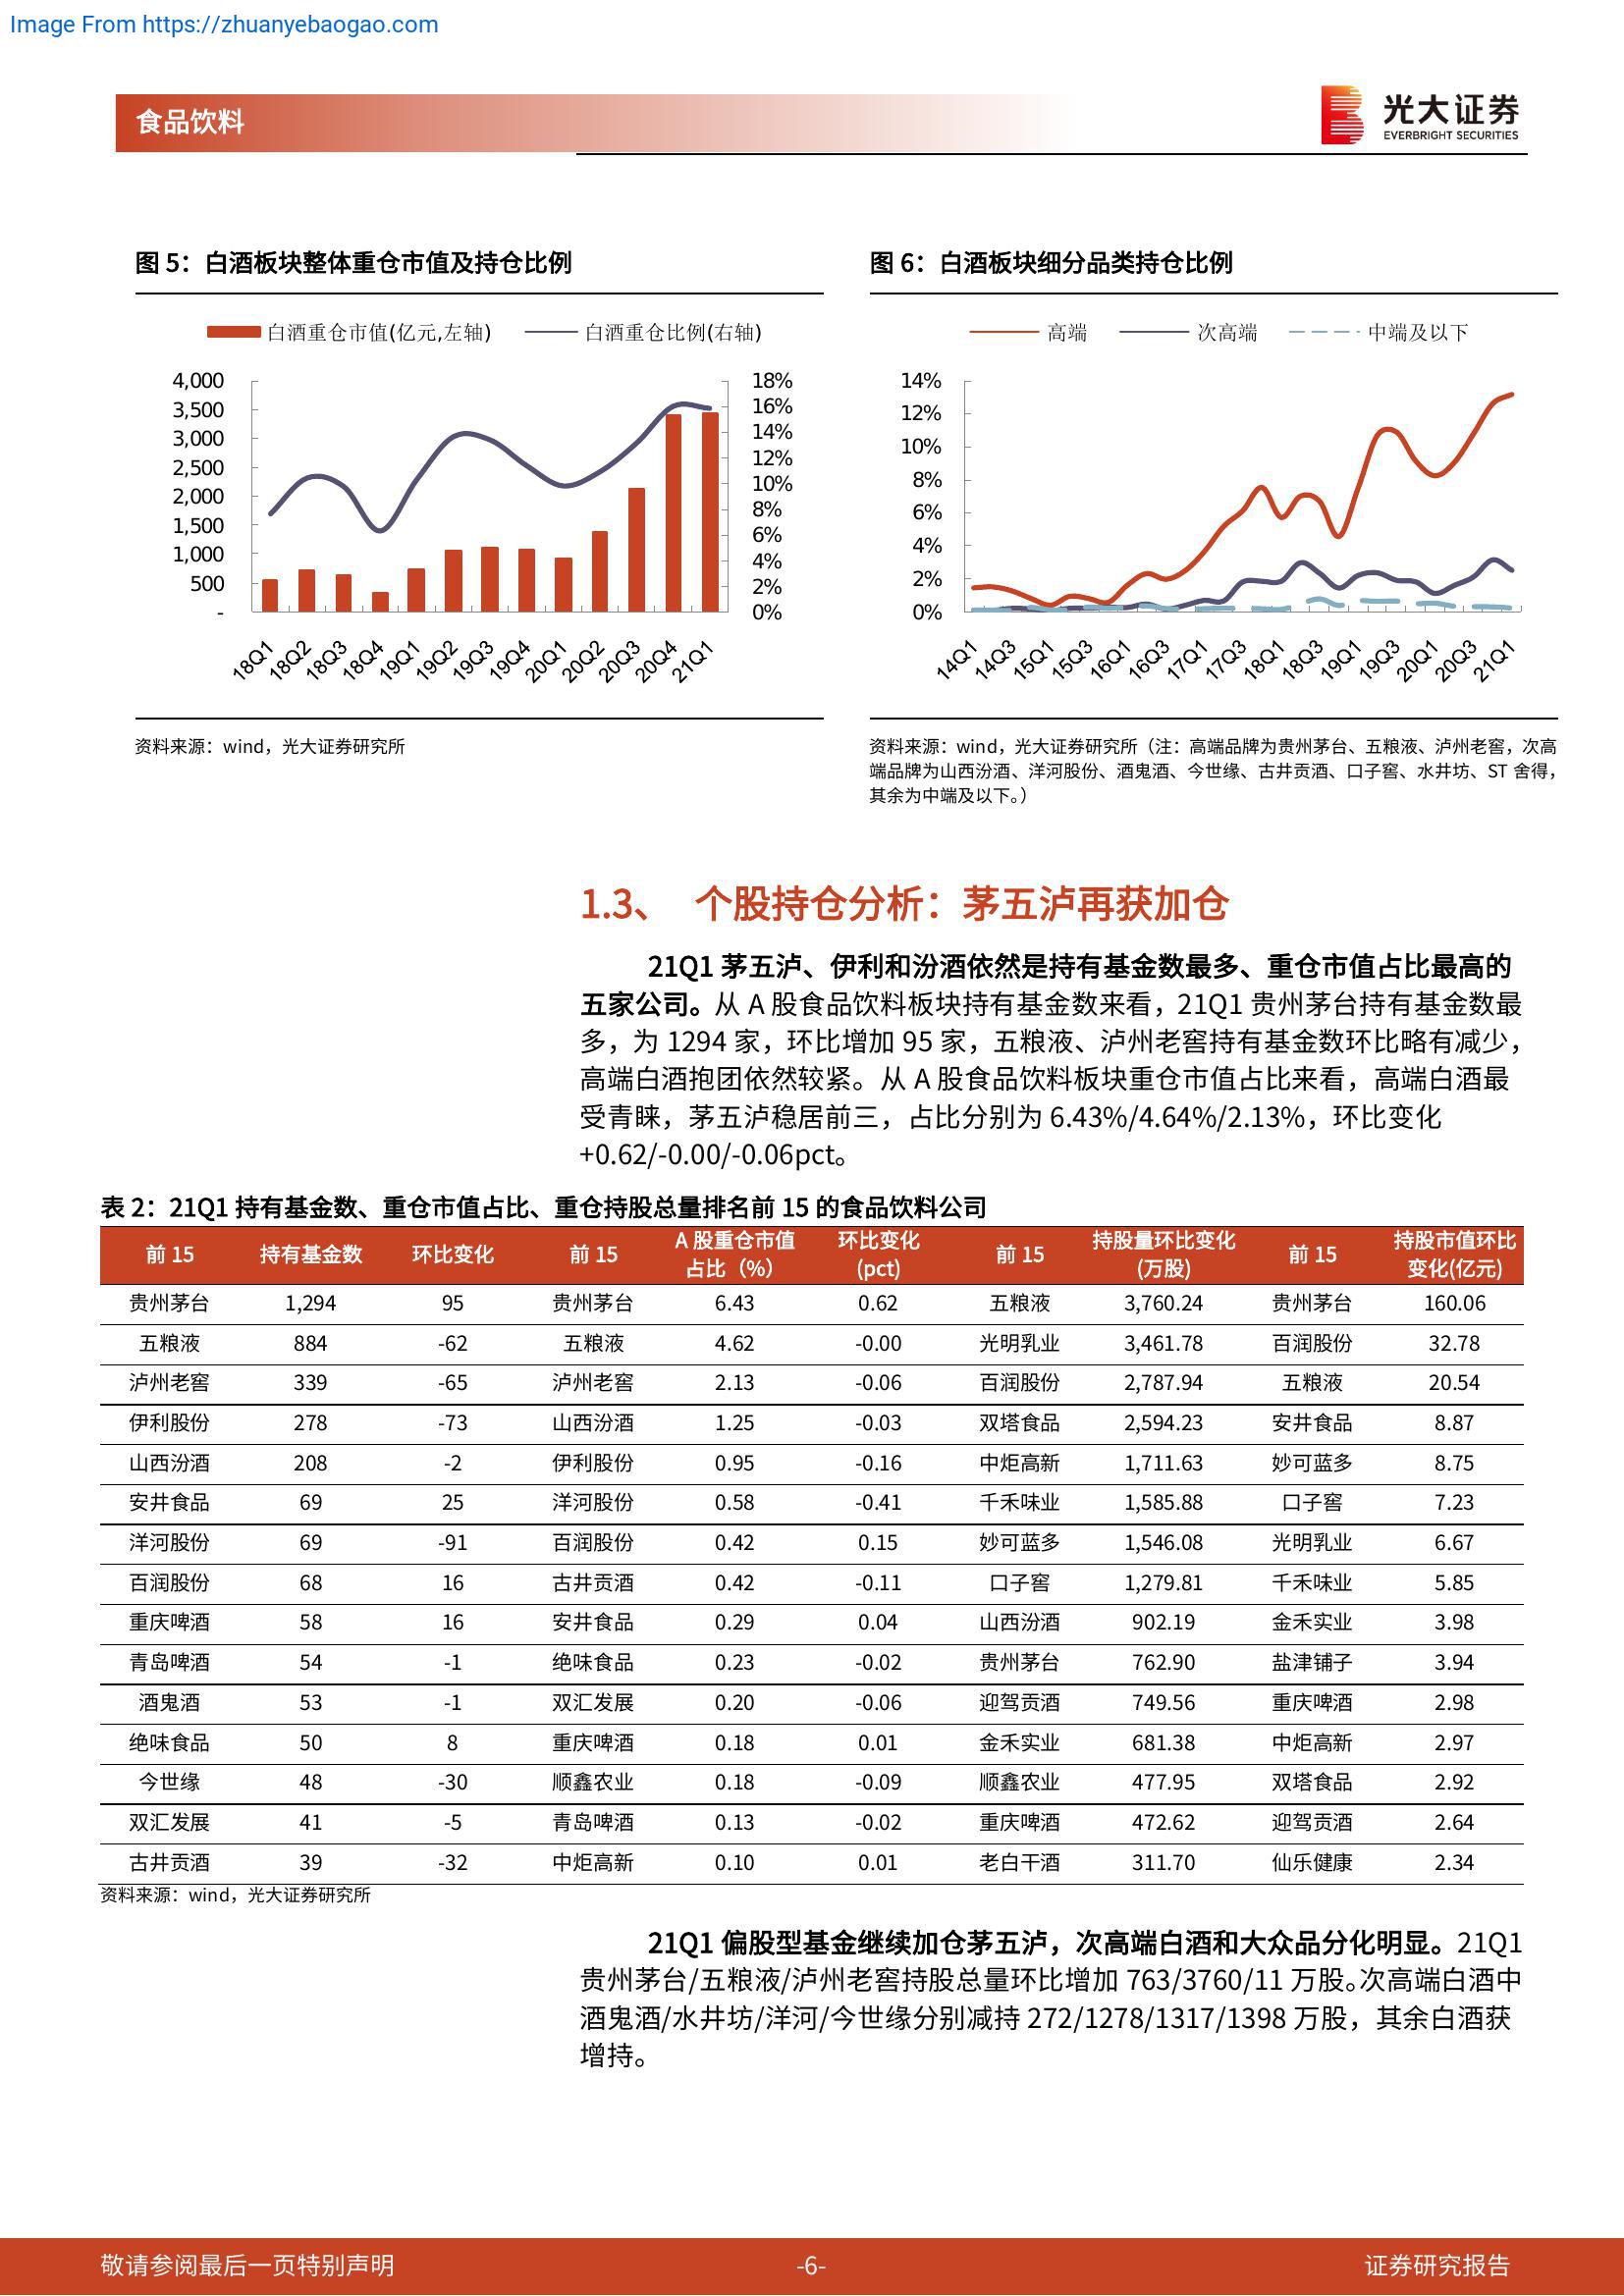 Image From https://zhuanyebaogao.com
食品饮料
光大证券
EVERBRIGHT SECURITIES
图 5：白酒板块整体重仓市值及持仓比例
白酒重仓市值(亿元,左轴) 白酒重仓比例(右轴)
4,000 18%
3,500 16%
3,000 14%
2,500 12%
2,000 10%
1,500 8%
1,000 6%
500 4%
- 2%
0%
18Q1 18Q2 18Q3 18Q4 19Q1 19Q2 19Q3 19Q4 20Q1 20Q2 20Q3 20Q4 21Q1
资料来源：wind，光大证券研究所
图 6：白酒板块细分品类持仓比例
高端 次高端 中端及以下
14%
12%
10%
8%
6%
4%
2%
0%
14Q1 14Q3 15Q1 15Q3 16Q1 16Q3 17Q1 17Q3 18Q1 18Q3 19Q1 19Q3 20Q1 20Q3 21Q1
资料来源：wind，光大证券研究所（注：高端品牌为贵州茅台、五粮液、泸州老窖，次高
端品牌为山西汾酒、洋河股份、酒鬼酒、今世缘、古井贡酒、口子窖、水井坊、ST 舍得，
其余为中端及以下。）
1.3、 个股持仓分析：茅五泸再获加仓
21Q1 茅五泸、伊利和汾酒依然是持有基金数最多、重仓市值占比最高的
五家公司。从 A 股食品饮料板块持有基金数来看，21Q1 贵州茅台持有基金数最
多，为 1294 家，环比增加 95 家，五粮液、泸州老窖持有基金数环比略有减少，
高端白酒抱团依然较紧。从 A 股食品饮料板块重仓市值占比来看，高端白酒最
受青睐，茅五泸稳居前三，占比分别为 6.43%/4.64%/2.13%，环比变化
+0.62/-0.00/-0.06pct。
表 2：21Q1 持有基金数、重仓市值占比、重仓持股总量排名前 15 的食品饮料公司
前 15 持有基金数 环比变化 前 15 A 股重仓市值占比（%） 环比变化(pct) 前 15 持股量环比变化(万股) 前 15 持股市值环比变化(亿元)
贵州茅台 1,294 95 贵州茅台 6.43 0.62 五粮液 3,760.24 贵州茅台 160.06
五粮液 884 -62 五粮液 4.62 -0.00 光明乳业 3,461.78 百润股份 32.78
泸州老窖 339 -65 泸州老窖 2.13 -0.06 百润股份 2,787.94 五粮液 20.54
伊利股份 278 -73 山西汾酒 1.25 -0.03 双塔食品 2,594.23 安井食品 8.87
山西汾酒 208 -2 伊利股份 0.95 -0.16 中炬高新 1,711.63 妙可蓝多 8.75
安井食品 69 25 洋河股份 0.58 -0.41 千禾味业 1,585.88 口子窖 7.23
洋河股份 69 -91 百润股份 0.42 0.15 妙可蓝多 1,546.08 光明乳业 6.67
百润股份 68 16 古井贡酒 0.42 -0.11 口子窖 1,279.81 千禾味业 5.85
重庆啤酒 58 16 安井食品 0.29 0.04 山西汾酒 902.19 金禾实业 3.98
青岛啤酒 54 -1 绝味食品 0.23 -0.02 贵州茅台 762.90 盐津铺子 3.94
酒鬼酒 53 -1 双汇发展 0.20 -0.06 迎驾贡酒 749.56 重庆啤酒 2.98
绝味食品 50 8 重庆啤酒 0.18 0.01 金禾实业 681.38 中炬高新 2.97
今世缘 48 -30 顺鑫农业 0.18 -0.09 顺鑫农业 477.95 双塔食品 2.92
双汇发展 41 -5 青岛啤酒 0.13 -0.02 重庆啤酒 472.62 迎驾贡酒 2.64
古井贡酒 39 -32 中炬高新 0.10 0.01 老白干酒 311.70 仙乐健康 2.34
资料来源：wind，光大证券研究所
21Q1 偏股型基金继续加仓茅五泸，次高端白酒和大众品分化明显。21Q1
贵州茅台/五粮液/泸州老窖持股总量环比增加 763/3760/11 万股。次高端白酒中
酒鬼酒/水井坊/洋河/今世缘分别减持 272/1278/1317/1398 万股，其余白酒获
增持。
敬请参阅最后一页特别声明 -6- 证券研究报告